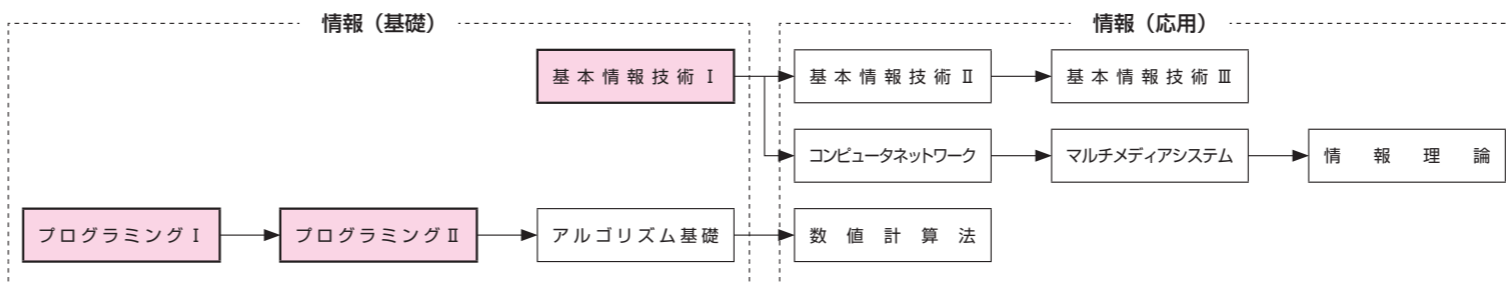 情報（基礎）
情報（応用）
基本情報技術Ⅰ
基本情報技術Ⅱ
基本情報技術Ⅲ
コンピュータネットワーク
マルチメディアシステム
情報理論
プログラミングⅠ
プログラミングⅡ
アルゴリズム基礎
数値計算法